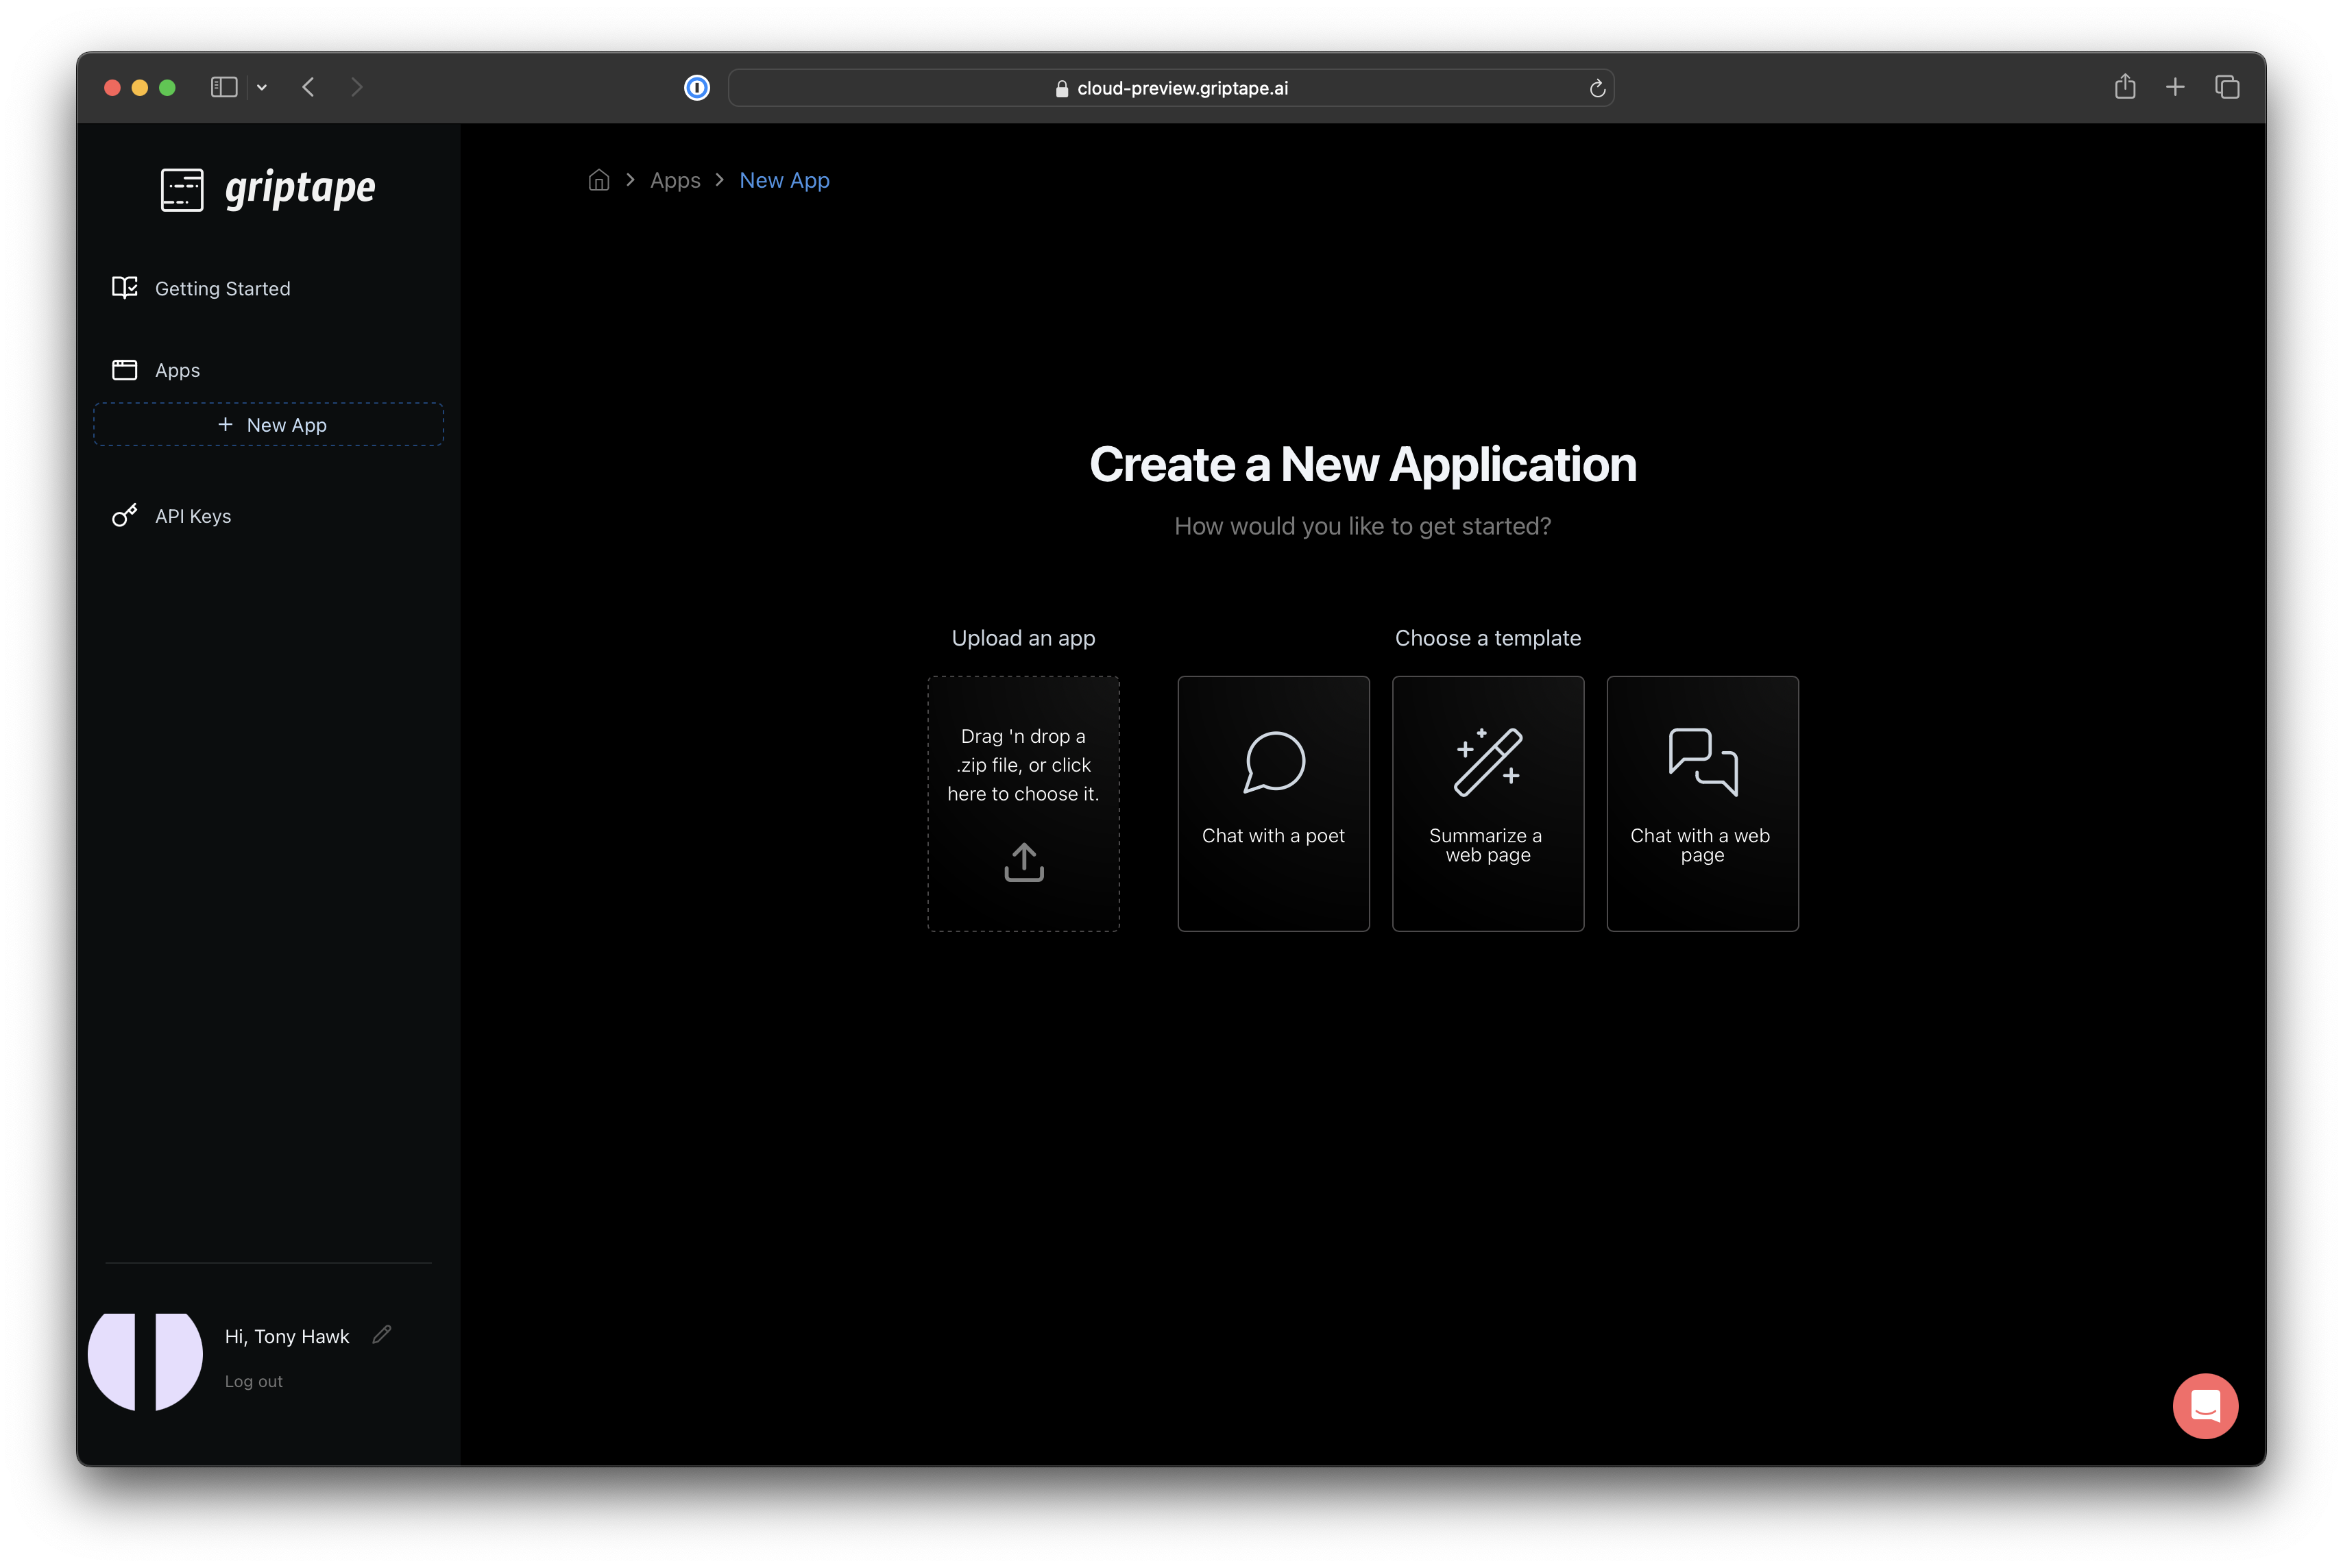 cloud-preview.griptape.ai
griptape
Getting Started
Apps
+ New App
API Keys
Hi, Tony Hawk
Log out
Apps > New App
Create a New Application
How would you like to get started?
Upload an app
Drag 'n drop a
.zip file, or click
here to choose it.
Choose a template
Chat with a poet
Summarize a
web page
Chat with a web
page